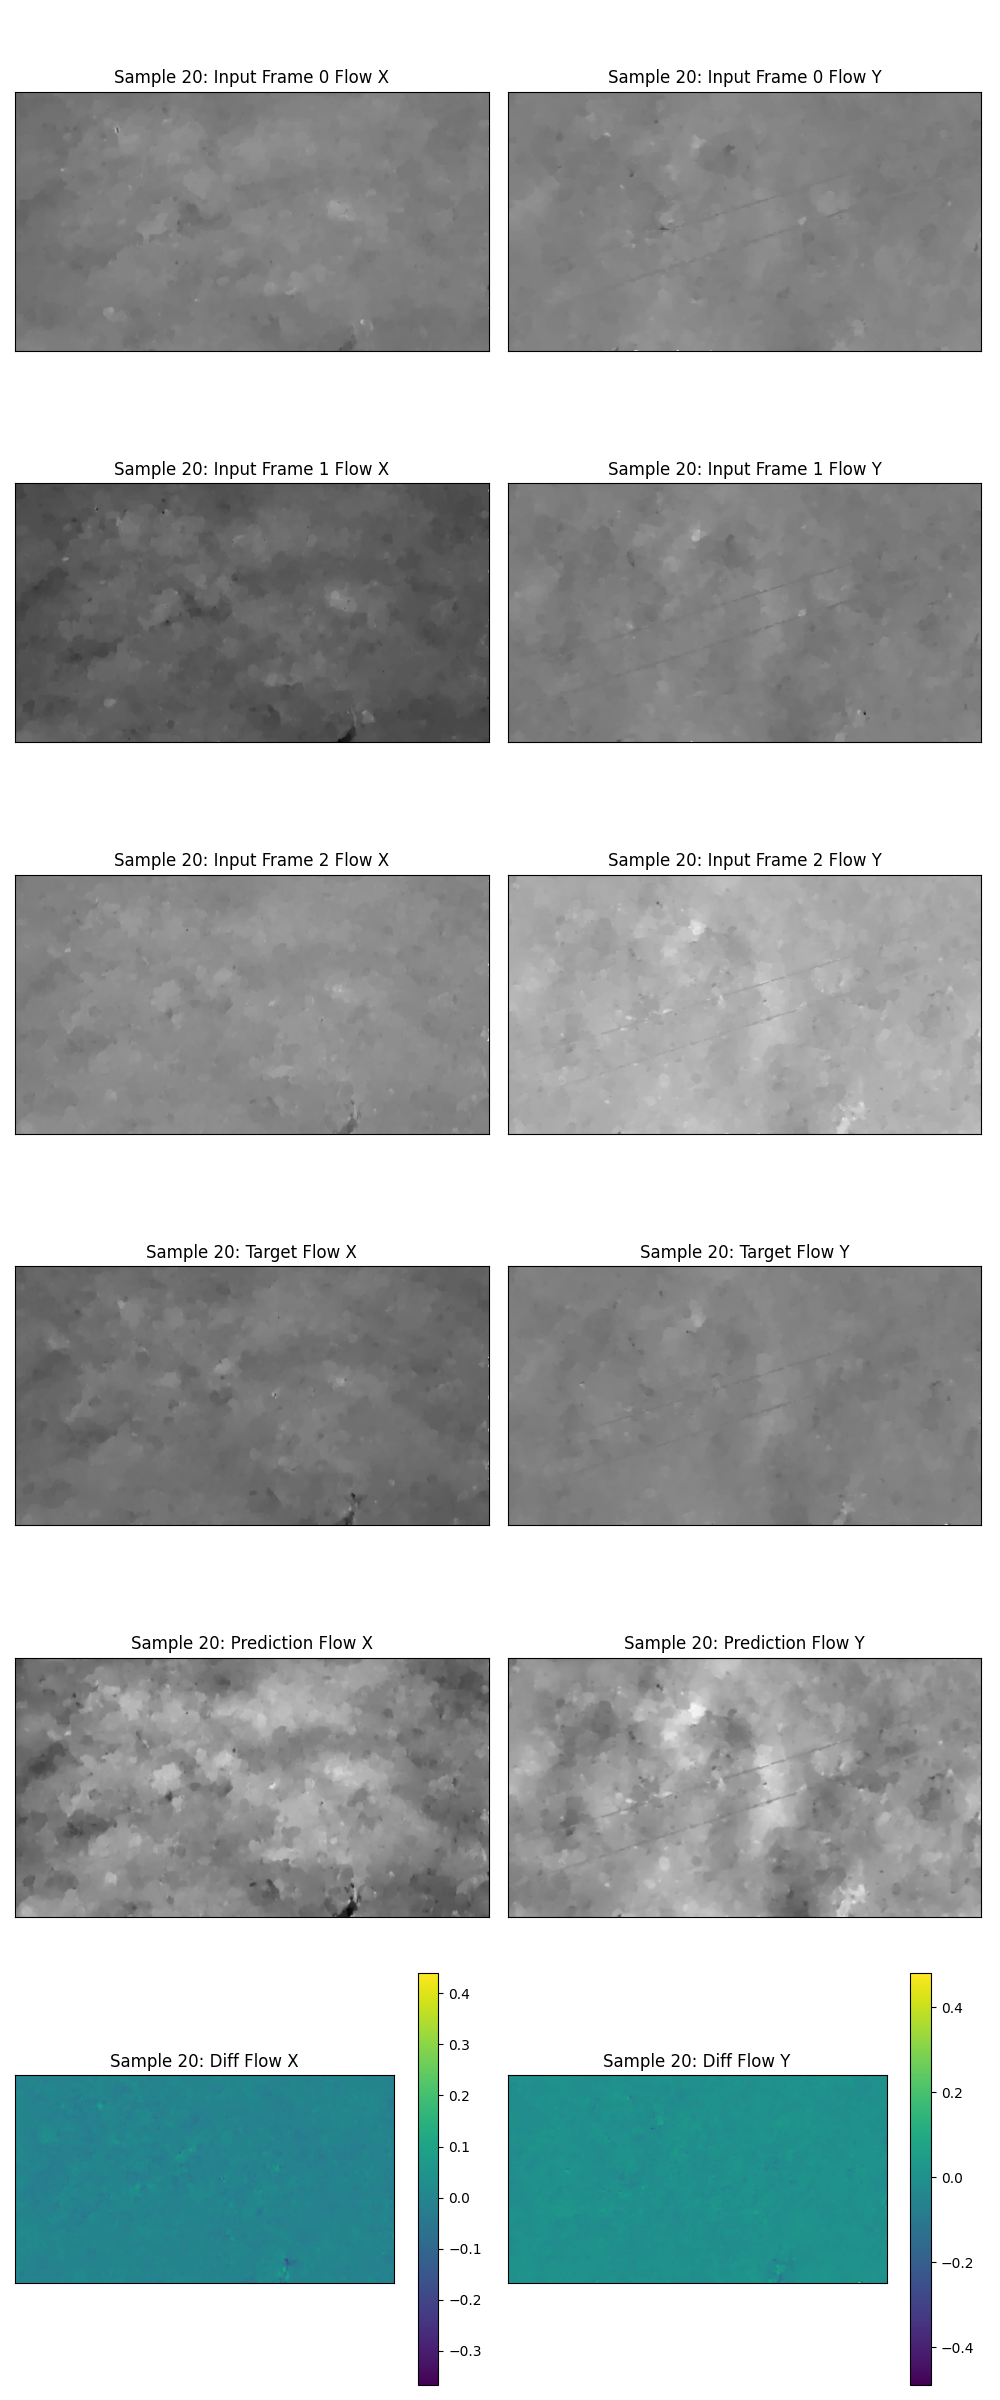 Sample 20: Input Frame 0 Flow X
Sample 20: Input Frame 0 Flow Y
Sample 20: Input Frame 1 Flow X
Sample 20: Input Frame 1 Flow Y
Sample 20: Input Frame 2 Flow X
Sample 20: Input Frame 2 Flow Y
Sample 20: Target Flow X
Sample 20: Target Flow Y
Sample 20: Prediction Flow X
Sample 20: Prediction Flow Y
Sample 20: Diff Flow X
0.4
0.3
0.2
0.1
0.0
−0.1
−0.2
−0.3
Sample 20: Diff Flow Y
0.4
0.2
0.0
−0.2
−0.4